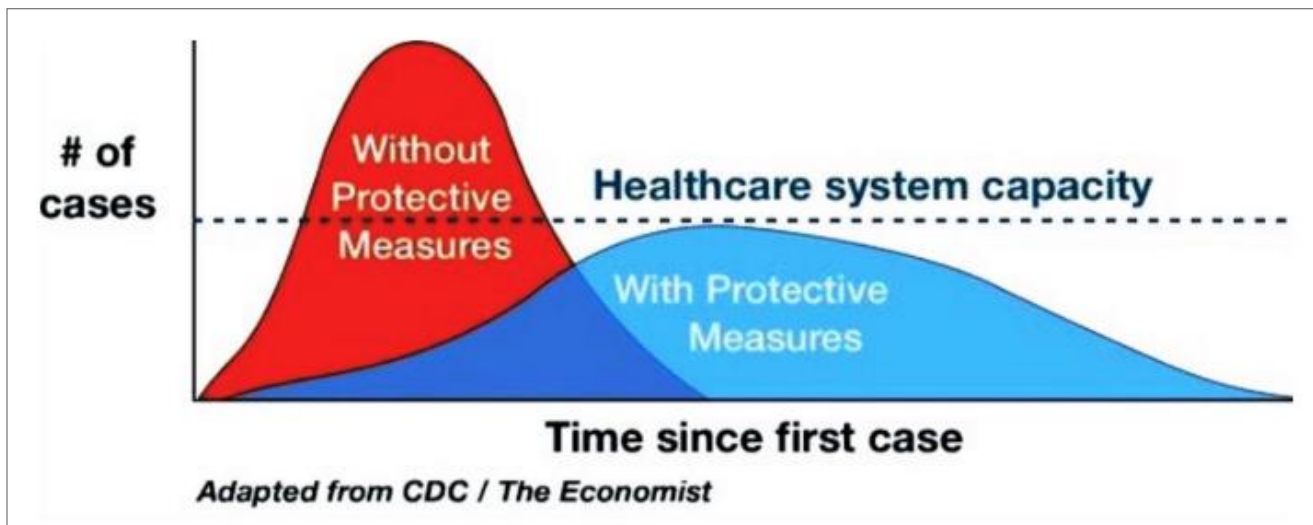 # of
cases
Without
Protective
Measures
Healthcare system capacity
With Protective
Measures
Time since first case
Adapted from CDC / The Economist